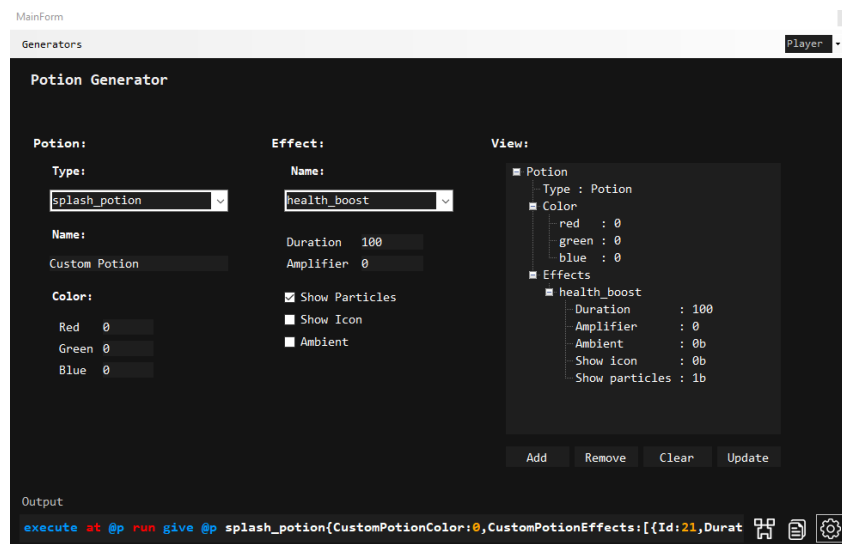 MainForm
Generators
Player
Potion Generator
Potion:
Type:
splash_potion
Name:
Custom Potion
Color:
Red 0
Green 0
Blue 0
Effect:
Name:
health_boost
Duration 100
Amplifier 0
Show Particles
Show Icon
Ambient
View:
Potion
Type : Potion
Color
red : 0
green : 0
blue : 0
Effects
health_boost
Duration : 100
Amplifier : 0
Ambient : 0b
Show icon : 0b
Show particles : 1b
Add Remove Clear Update
Output
execute at @p run give @p splash_potion{CustomPotionColor:0,CustomPotionEffects:[{Id:21,Durat